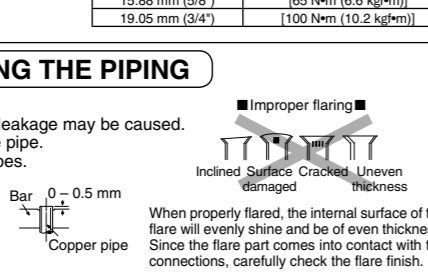 15.88 mm (5/8") [65 N•m (6.6 kgf•m)]
19.05 mm (3/4") [100 N•m (10.2 kgf•m)]
NG THE PIPING
■Improper flaring■
leakage may be caused.
pipe.
pes.
Inclined Surface damaged Cracked Uneven thickness
Bar 0 – 0.5 mm
Copper pipe
When properly flared, the internal surface of
flare will evenly shine and be of even
Since the flare part comes into contact with
connections, carefully check the flare finish.